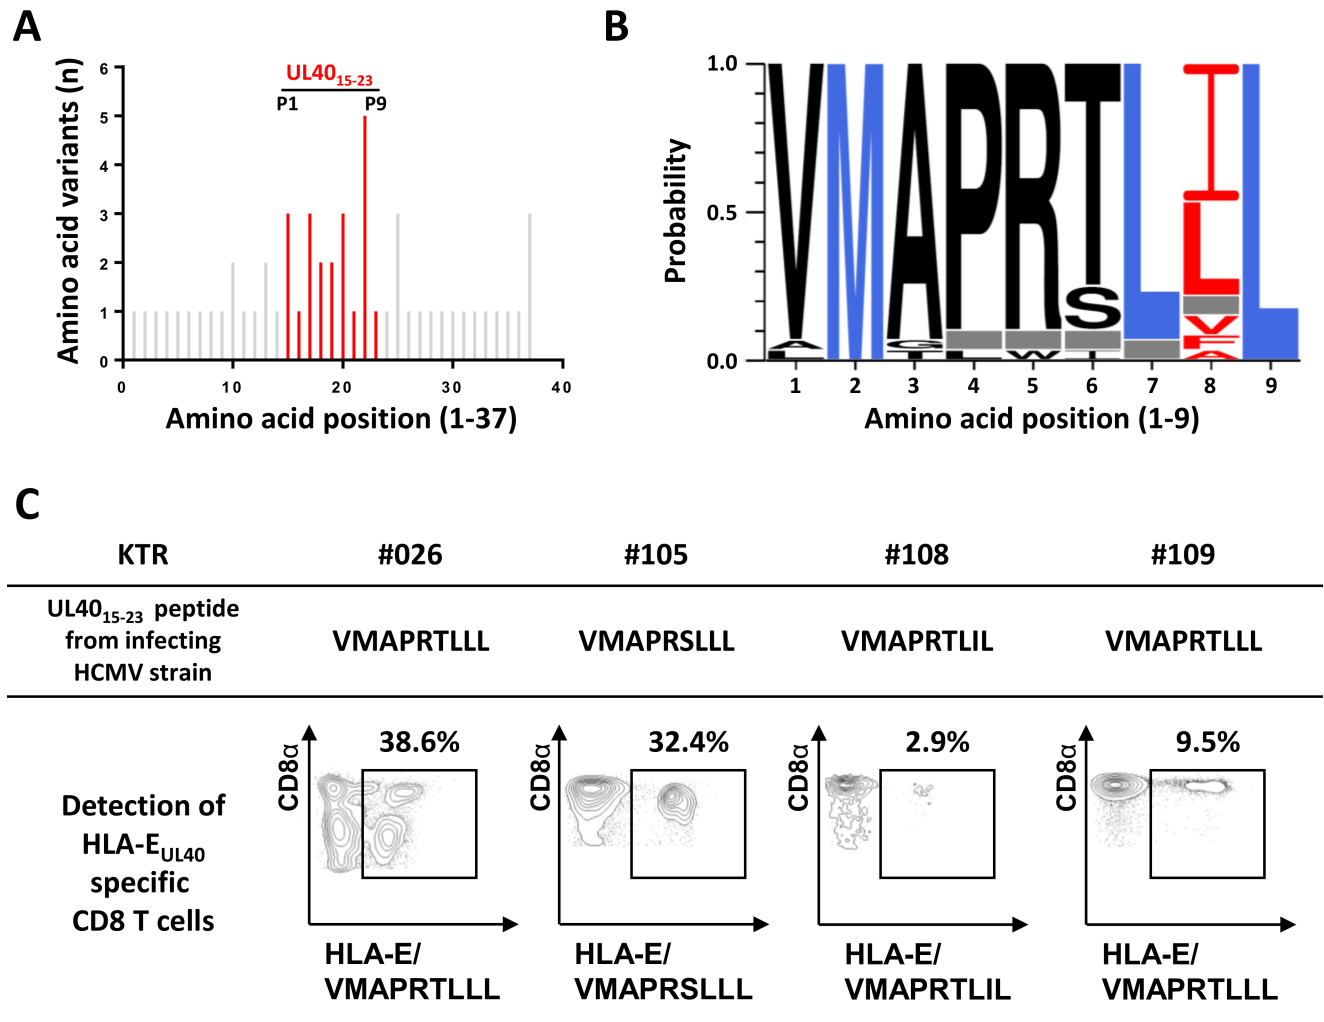 A
Amino acid variants (n)
6
5
4
3
2
1
0
UL40₁₅₋₂₃
P1 P9
0 10 20 30 40
Amino acid position (1-37)
B
Probability
1.0
0.5
0.0
V M A P R T L I L
A G S L
L I L W I V
F
A
1 2 3 4 5 6 7 8 9
Amino acid position (1-9)
C
KTR #026 #105 #108 #109
UL40₁₅₋₂₃ peptide
from infecting
HCMV strain
VMAPRTLLL VMAPRSLLL VMAPRTLIL VMAPRTLLL
Detection of
HLA-E_UL40
specific
CD8 T cells
CD8α 38.6%
HLA-E/
VMAPRTLLL
CD8α 32.4%
HLA-E/
VMAPRSLLL
CD8α 2.9%
HLA-E/
VMAPRTLIL
CD8α 9.5%
HLA-E/
VMAPRTLLL